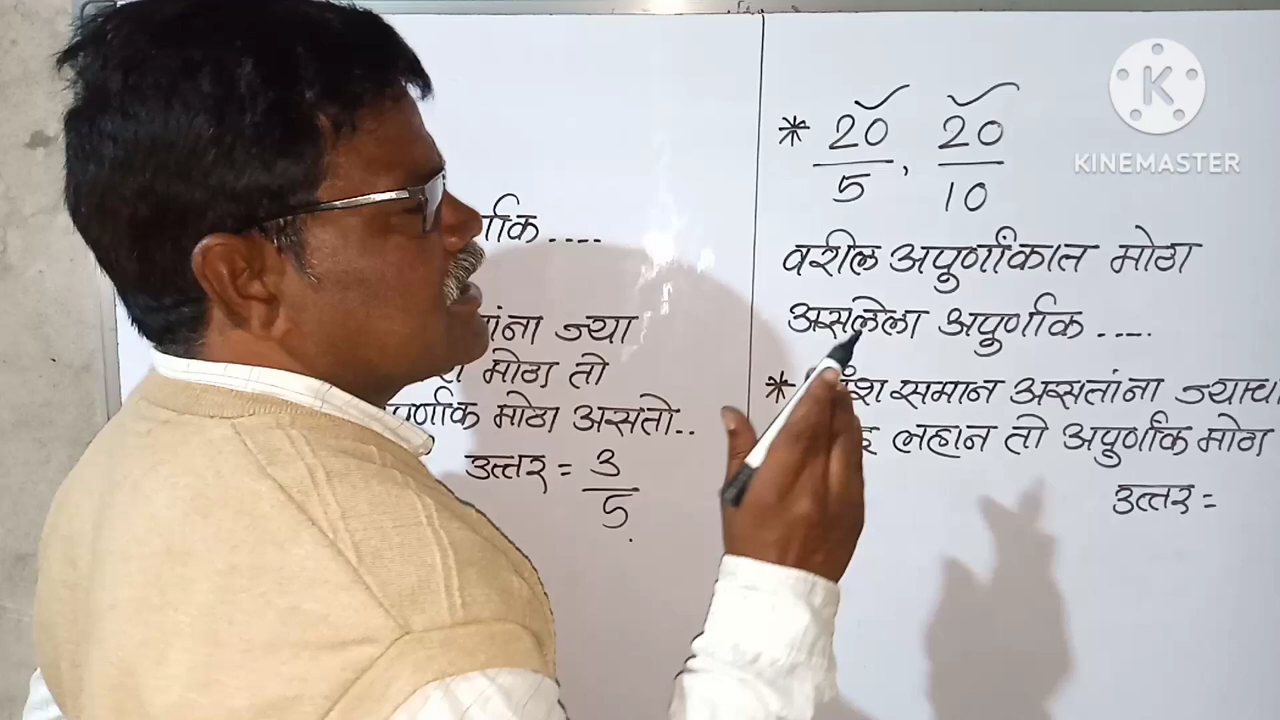 मोठा तो
मोठा असतो..
उत्तर = 3
5
* 20 , 20
5 10
वरील अपुर्णांकात मोठा
असलेला अपुर्णांक ....
* समान असतांना ज्याचा
लहान तो अपुर्णांक मोठा
उत्तर =
K
KINEMASTER